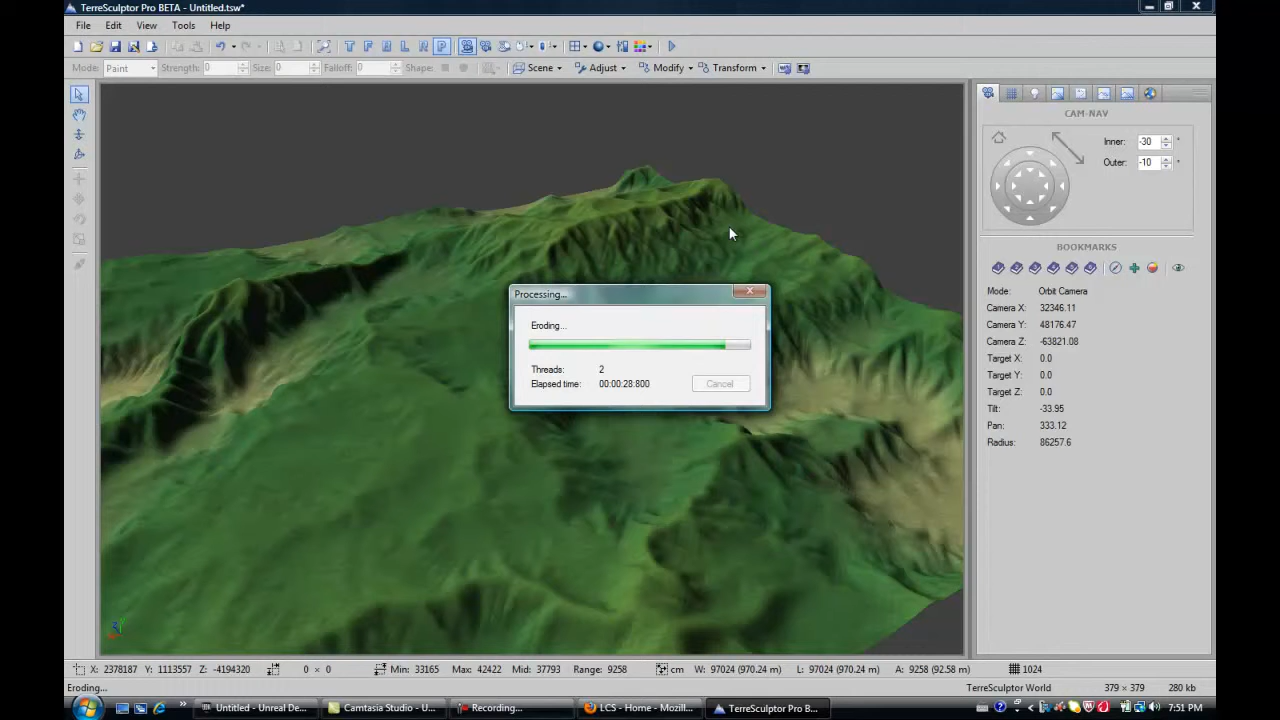 TerreSculptor Pro BETA - Untitled.tsw*
File Edit View Tools Help
T F B L R P
Mode: Paint Strength: 0 Size: 0 Falloff: 0 Shape: Scene Adjust Modify Transform
CAM-NAV
Inner: -30 °
Outer: -10 °
BOOKMARKS
Mode: Orbit Camera
Camera X: 32346.11
Camera Y: 48176.47
Camera Z: -63821.08
Target X: 0.0
Target Y: 0.0
Target Z: 0.0
Tilt: -33.95
Pan: 333.12
Radius: 86257.6
Processing...
Eroding...
Threads: 2
Elapsed time: 00:00:28:800
Cancel
X: 2378187 Y: 1113557 Z: -4194320 0 × 0 Min: 33165 Max: 42422 Mid: 37793 Range: 9258 cm W: 97024 (970.24 m) L: 97024 (970.24 m) A: 9258 (92.58 m) 1024
Eroding... TerreSculptor World 379 × 379 280 kb
Untitled - Unreal De... Camtasia Studio - U... Recording... LCS - Home - Mozill... TerreSculptor Pro B... 7:51 PM